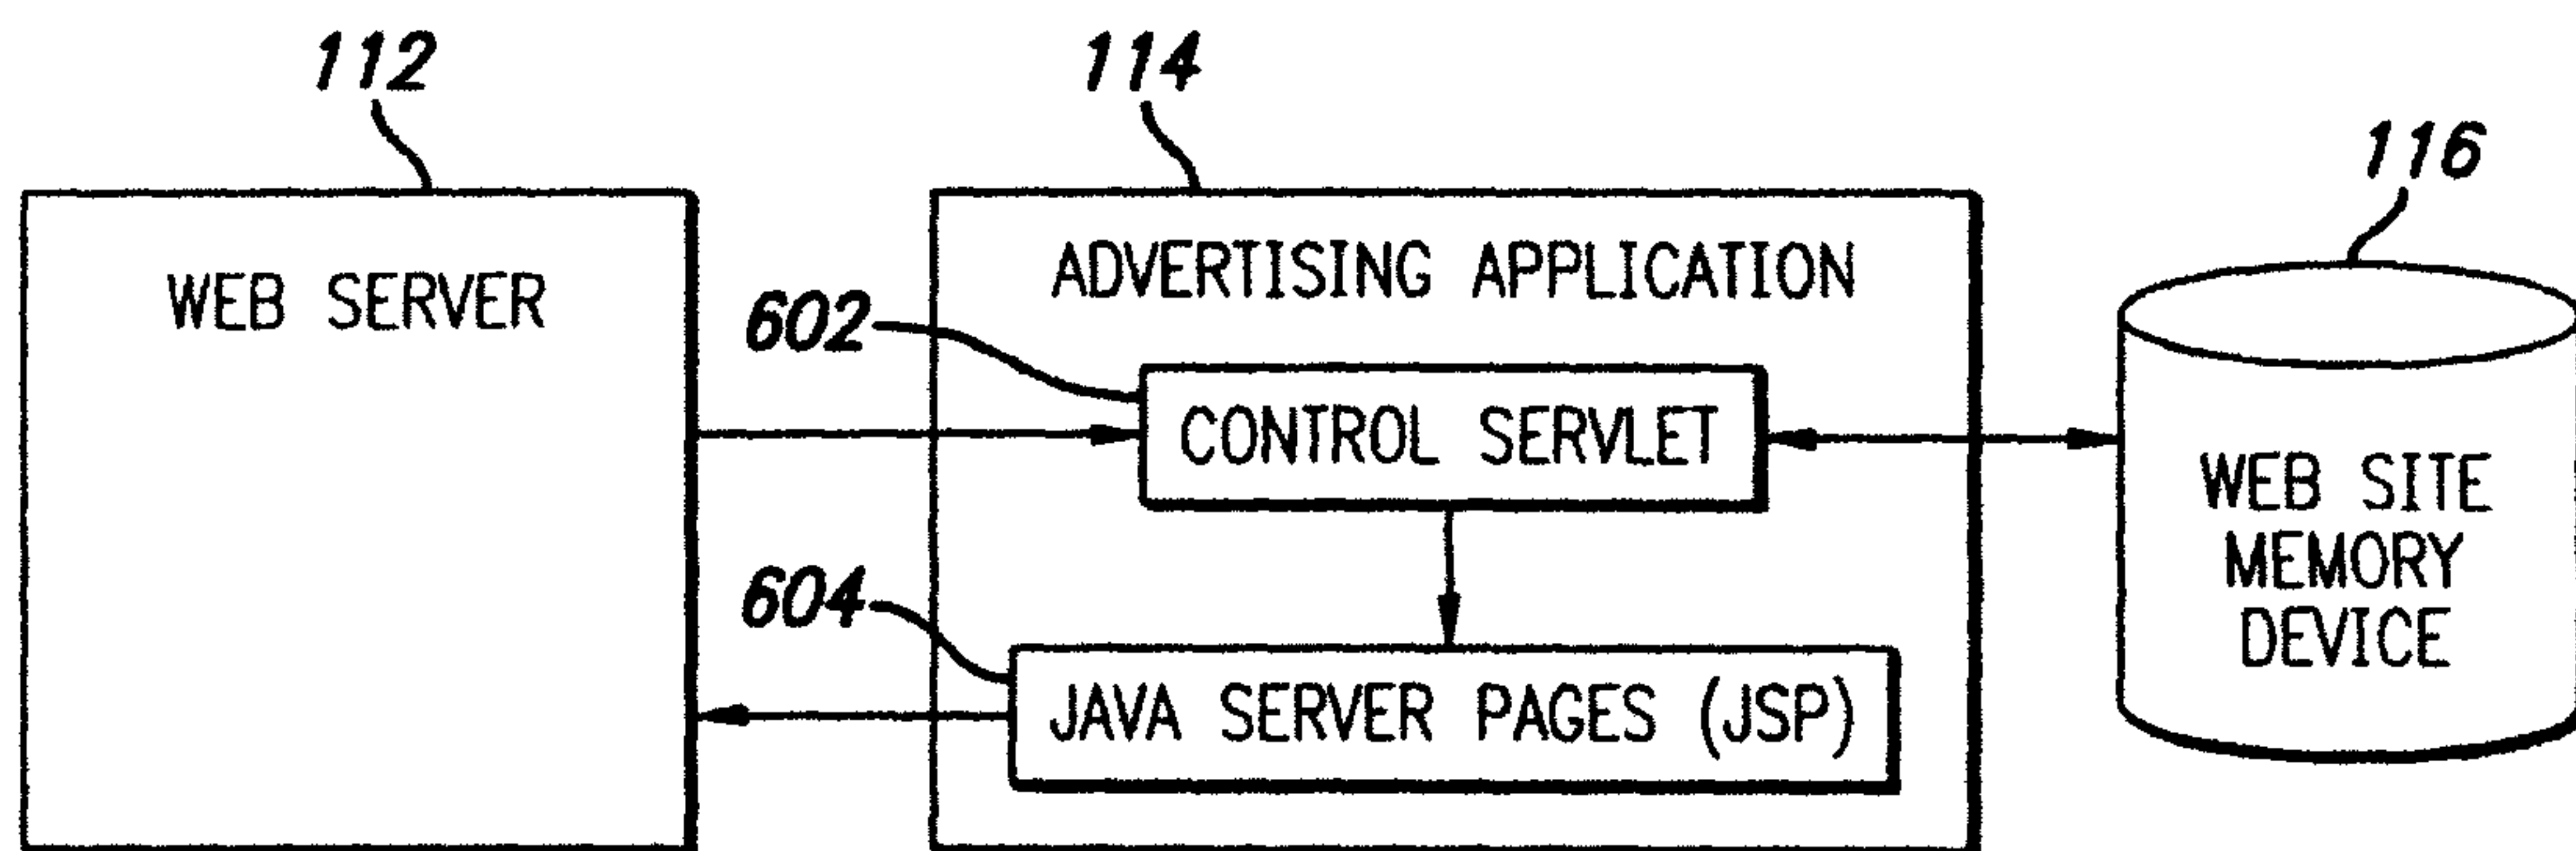 112
114
116
WEB SERVER
ADVERTISING APPLICATION
602
CONTROL SERVLET
WEB SITE
MEMORY
DEVICE
604
JAVA SERVER PAGES (JSP)